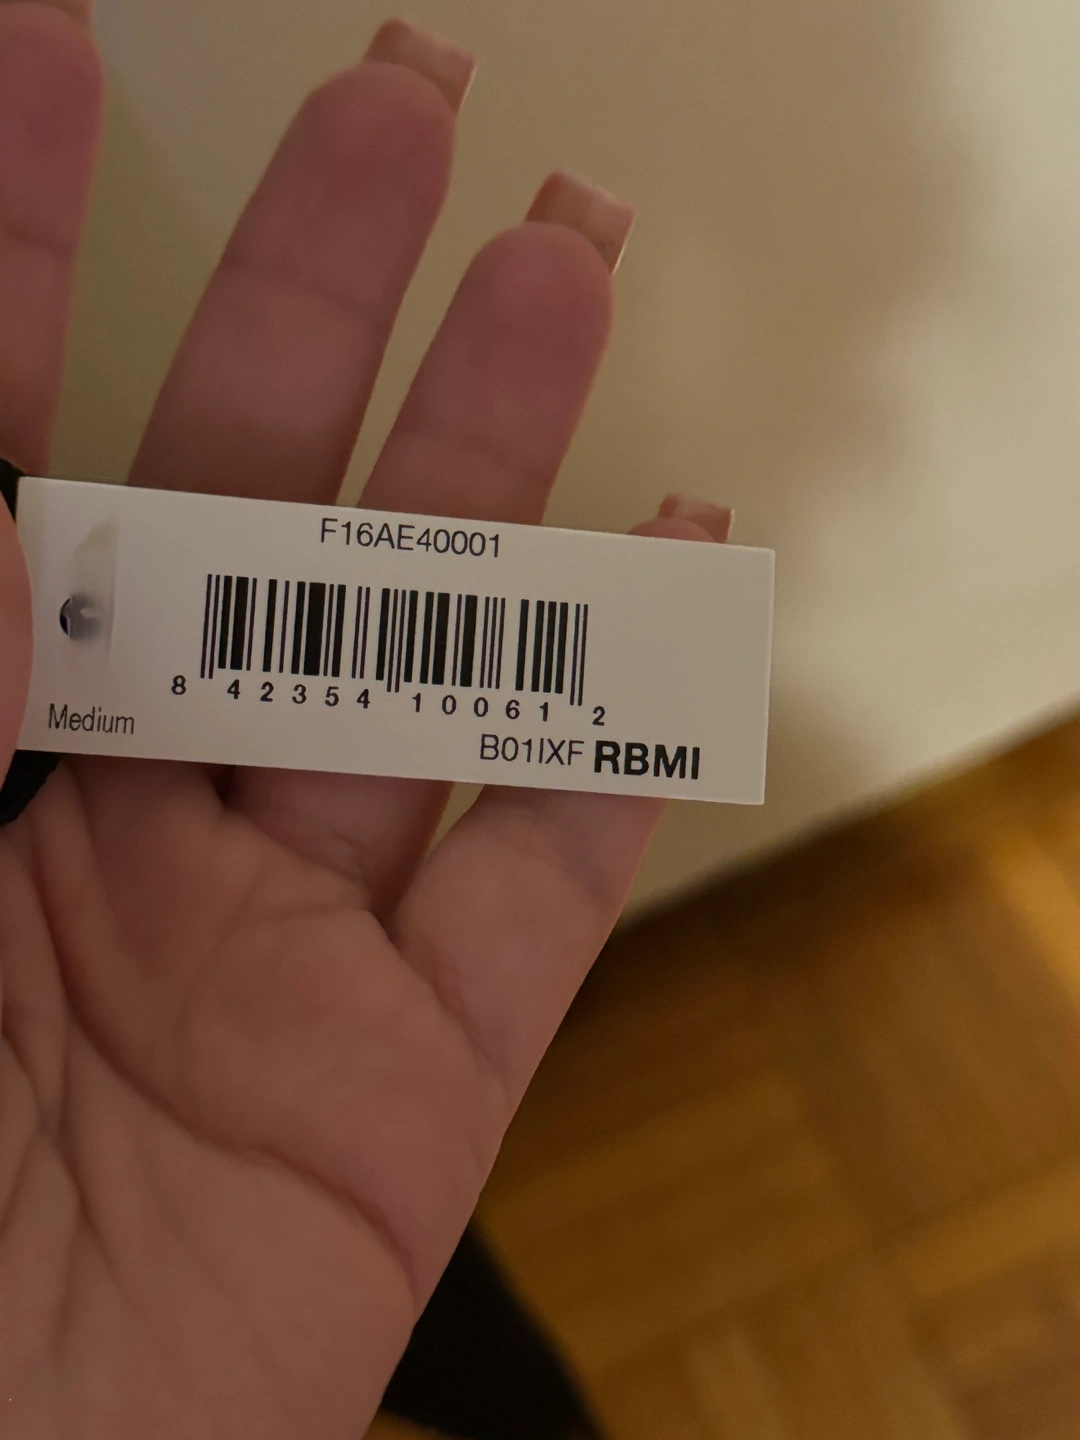 F16AE40001
8 42354 10061 2
Medium
B01IXF RBMI